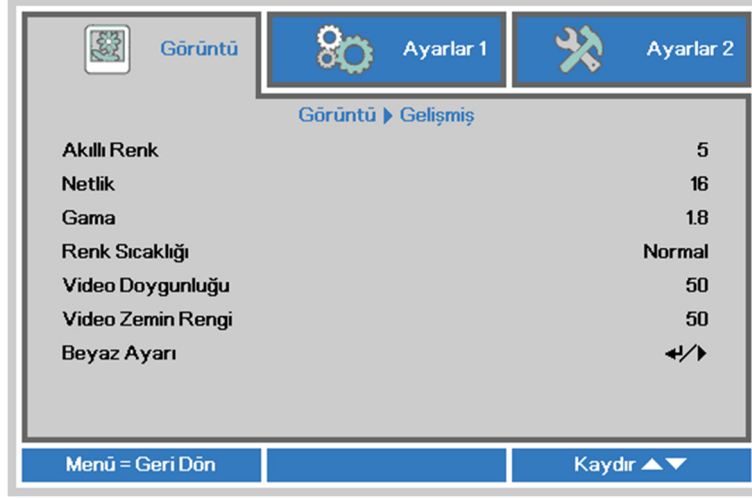 Görüntü
Ayarlar 1
Ayarlar 2
Görüntü Gelişmiş
Akıllı Renk 5
Netlik 16
Gama 1.8
Renk Sıcaklığı Normal
Video Doygunluğu 50
Video Zemin Rengi 50
Beyaz Ayarı ↵/▶
Menü = Geri Dön
Kaydır ▲▼